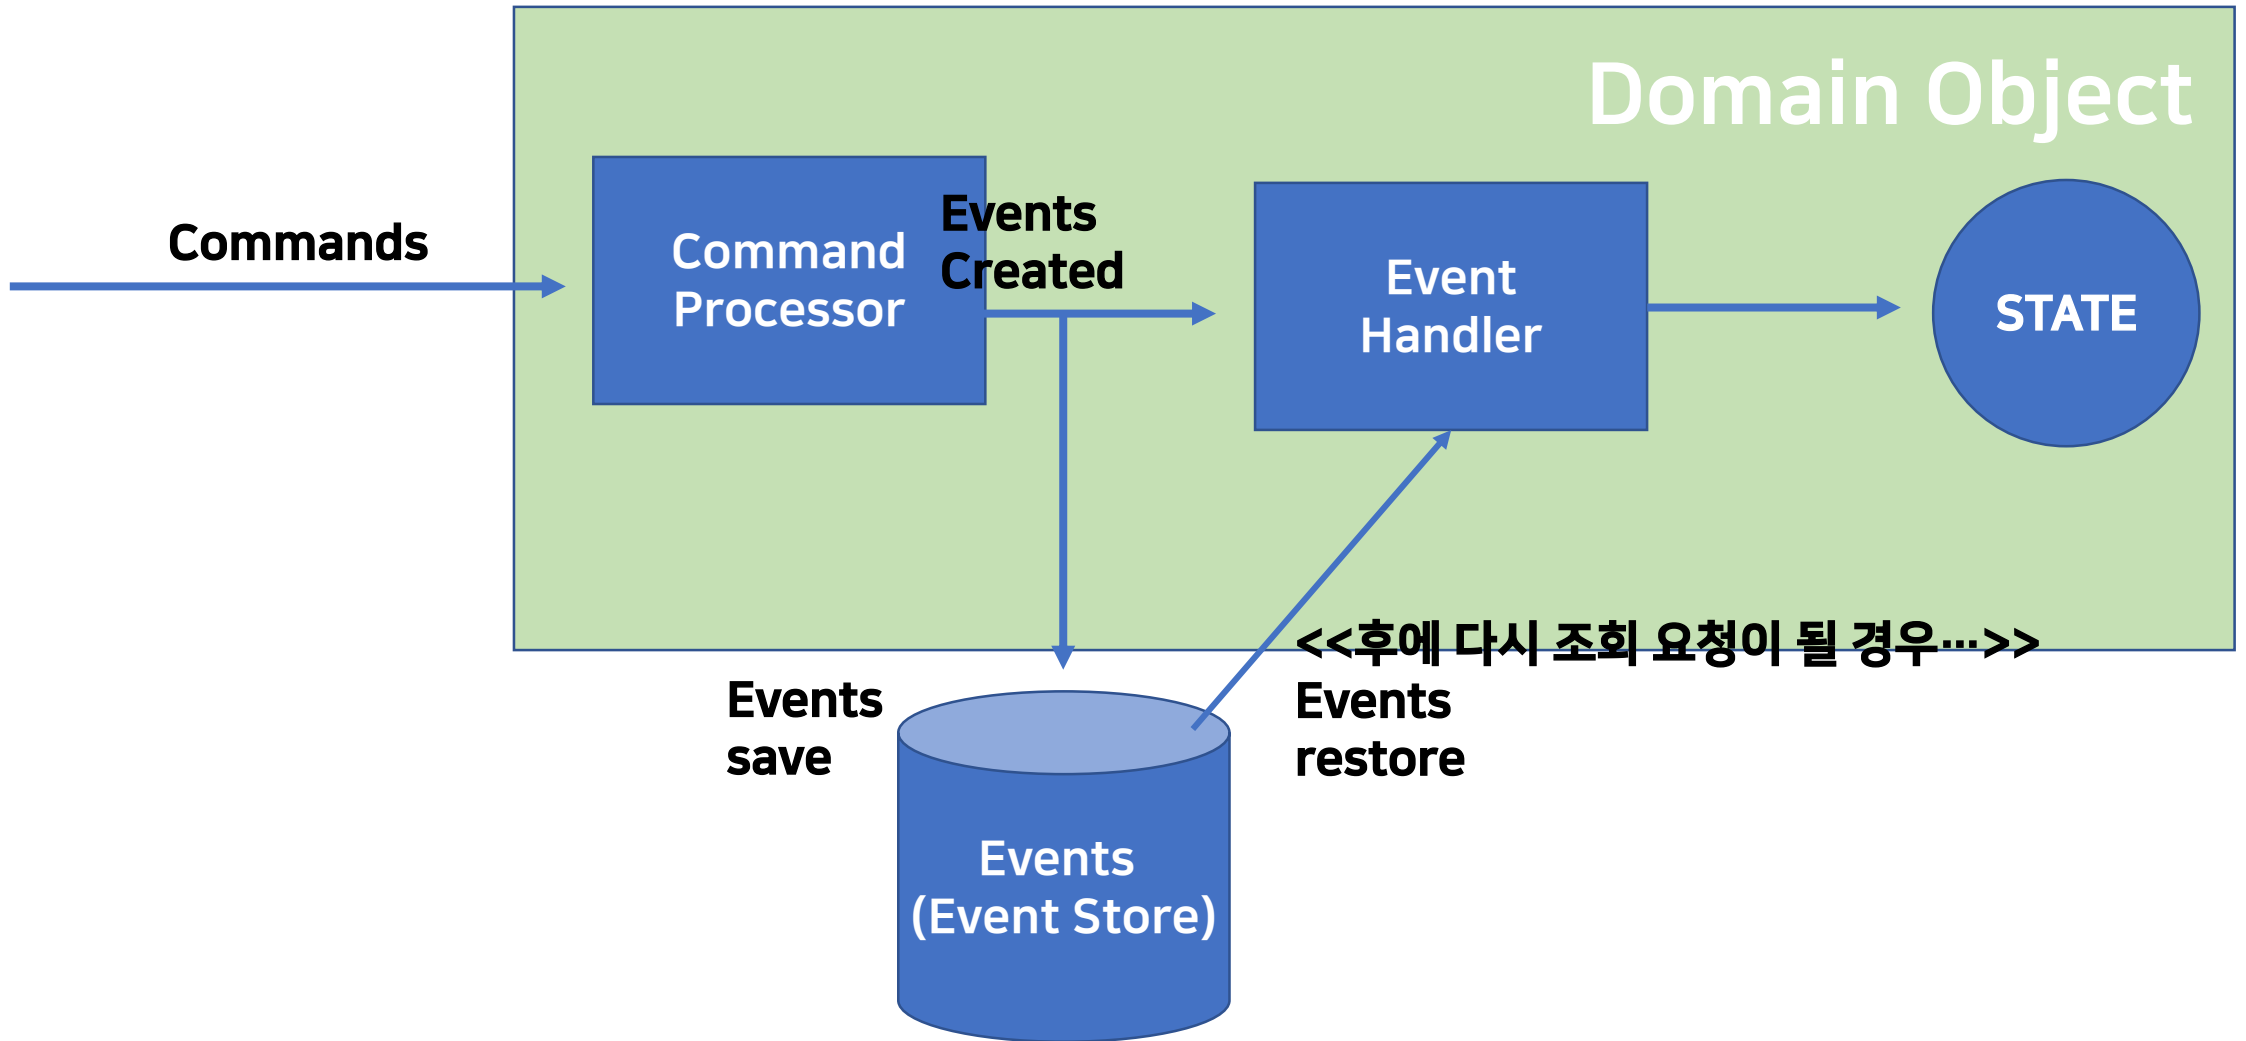 Domain Object
Commands
Command
Processor
Events
Created
Event
Handler
STATE
<<후에 다시 조회 요청이 될 경우…>>
Events
save
Events
restore
Events
(Event Store)